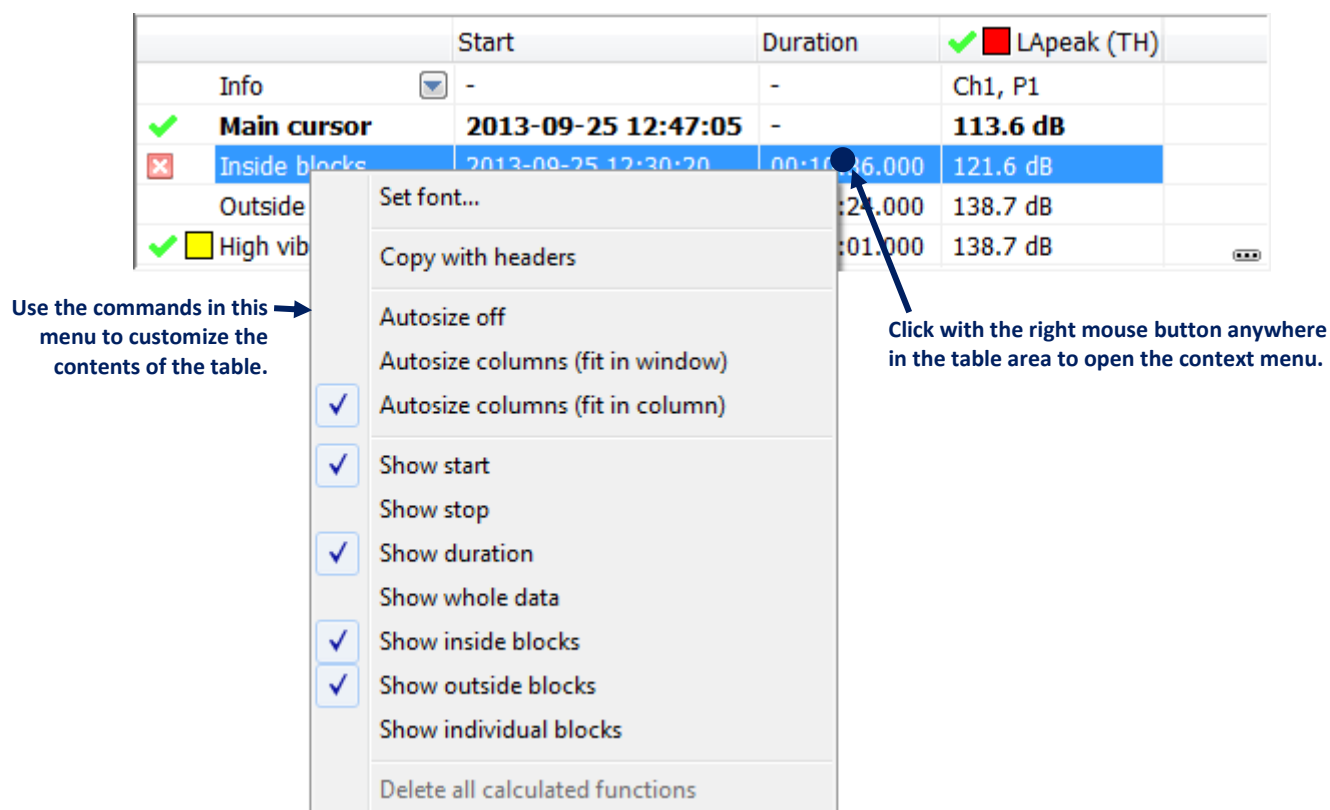 Start Duration LApeak (TH)
Info - - Ch1, P1
Main cursor 2013-09-25 12:47:05 - 113.6 dB
Inside blocks 2013-09-25 12:30:20 121.6 dB
Outside :24.000 138.7 dB
High vib :01.000 138.7 dB
Set font...
Copy with headers
Autosize off
Autosize columns (fit in window)
Autosize columns (fit in column)
Show start
Show stop
Show duration
Show whole data
Show inside blocks
Show outside blocks
Show individual blocks
Delete all calculated functions
Use the commands in this
menu to customize the
contents of the table.
Click with the right mouse button anywhere
in the table area to open the context menu.